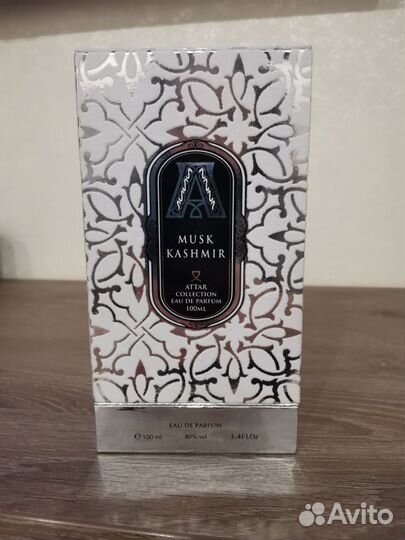 A
MUSK
KASHMIR
ATTAR
COLLECTION
EAU DE PARFUM
100ML
EAU DE PARFUM
℮ 100 ml 80% vol 3.4FLOz
Avito